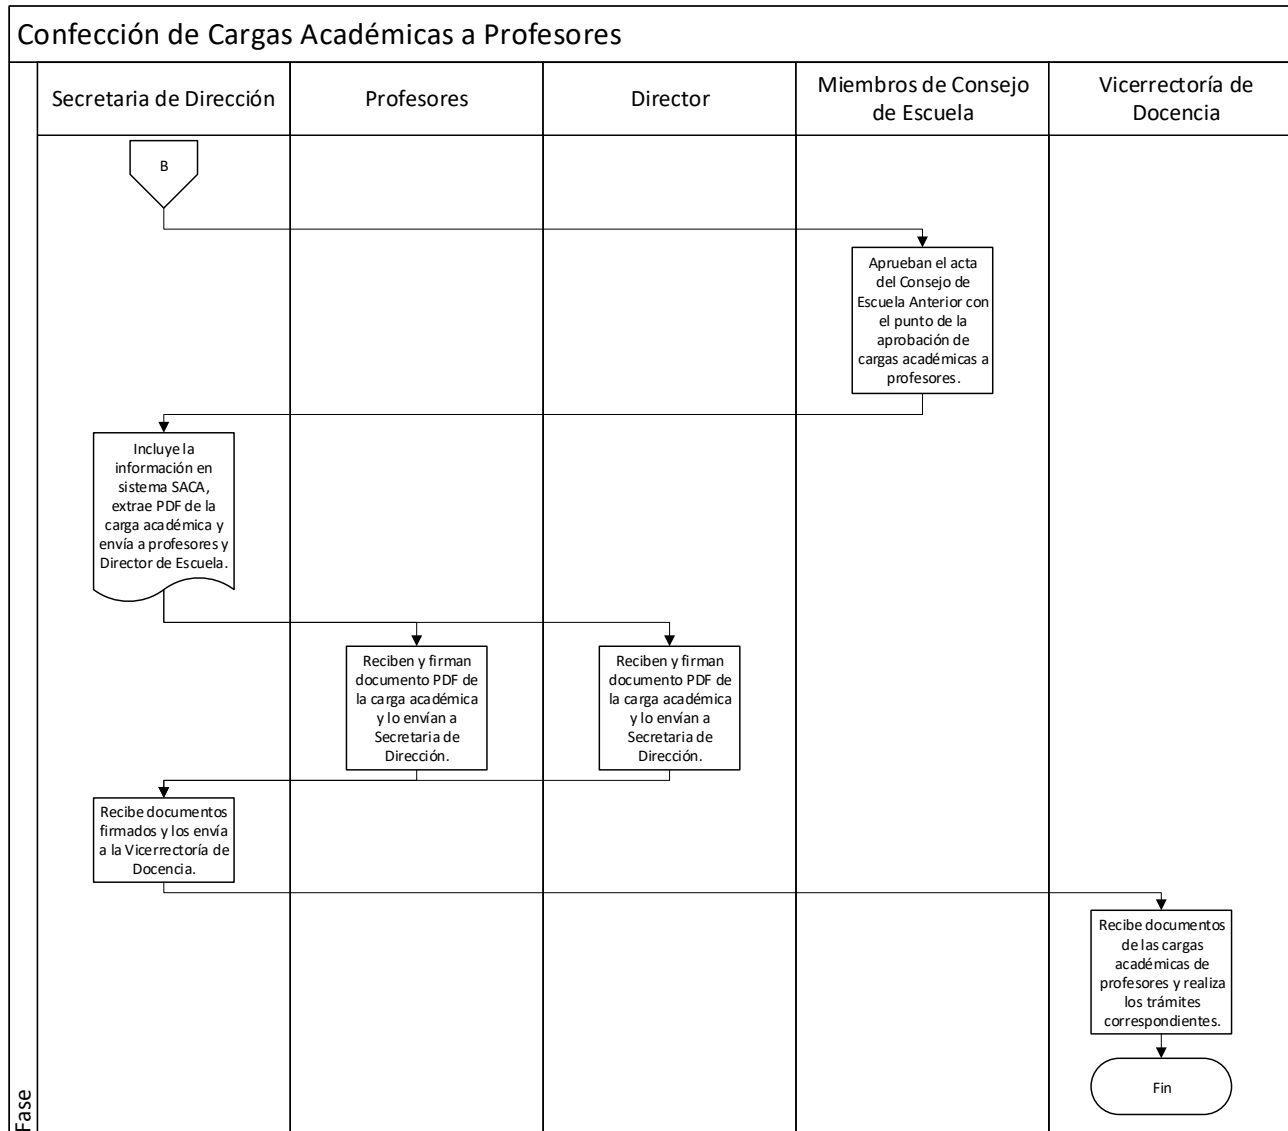 Confección de Cargas Académicas a Profesores
Secretaria de Dirección
Profesores
Director
Miembros de Consejo
de Escuela
Vicerrectoría de
Docencia
B
Aprueban el acta
del Consejo de
Escuela Anterior con
el punto de la
aprobación de
cargas académicas a
profesores.
Incluye la
información en
sistema SACA,
extrae PDF de la
carga académica y
envía a profesores y
Director de Escuela.
Reciben y firman
documento PDF de
la carga académica
y lo envían a
Secretaria de
Dirección.
Reciben y firman
documento PDF de
la carga académica
y lo envían a
Secretaria de
Dirección.
Recibe documentos
firmados y los envía
a la Vicerrectoría de
Docencia.
Recibe documentos
de las cargas
académicas de
profesores y realiza
los trámites
correspondientes.
Fin
Fase